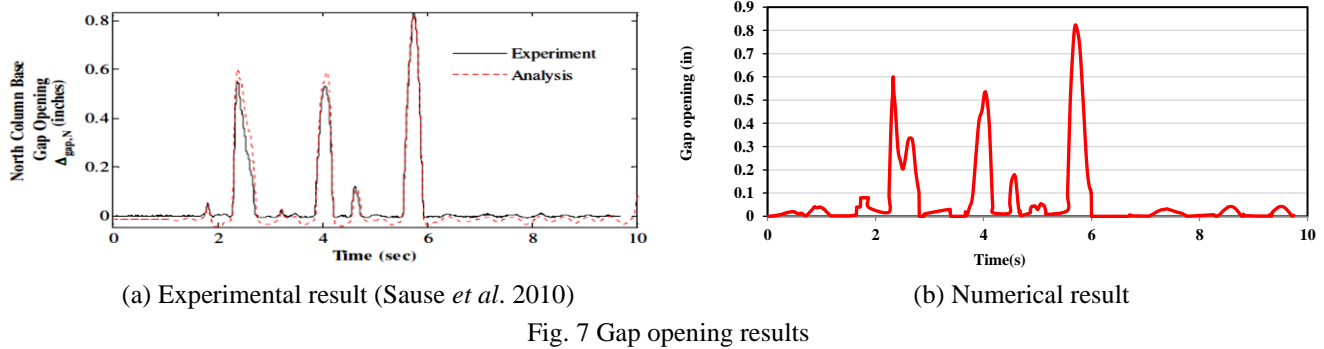 North Column Base
Gap Opening
Δgap,N (inches)
0.8
0.6
0.4
0.2
0
Experiment
Analysis
0 2 4 6 8 10
Time (sec)
Gap opening (in)
0.9
0.8
0.7
0.6
0.5
0.4
0.3
0.2
0.1
0
0 2 4 6 8 10
Time(s)
(a) Experimental result (Sause et al. 2010)
(b) Numerical result
Fig. 7 Gap opening results